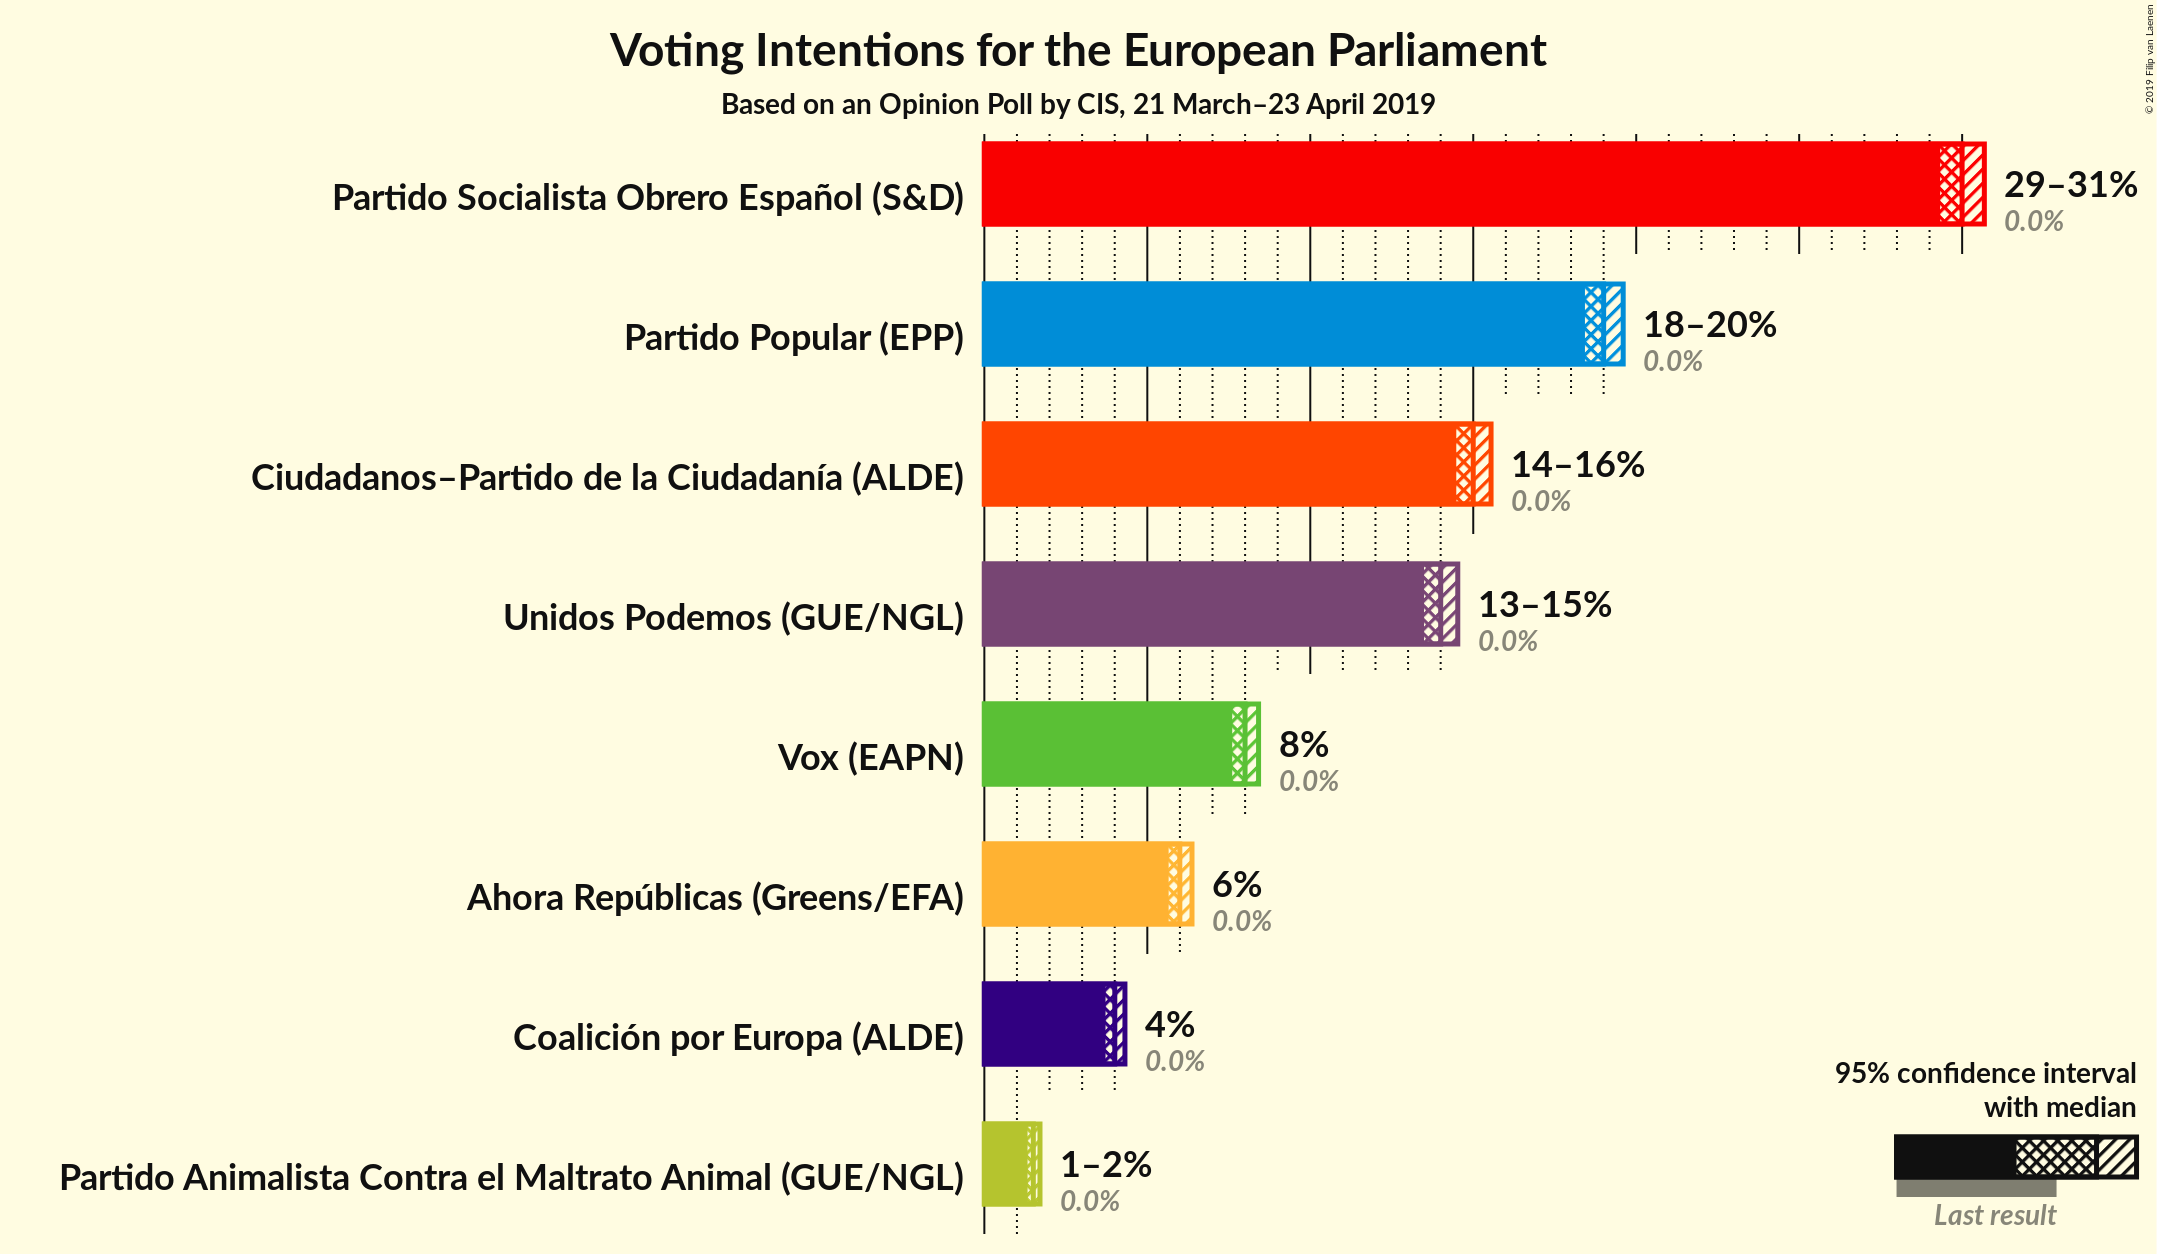 Voting Intentions for the European Parliament
Based on an Opinion Poll by CIS, 21 March–23 April 2019
© 2019 Filip van Laenen
Partido Socialista Obrero Español (S&D)
29–31%
0.0%
Partido Popular (EPP)
18–20%
0.0%
Ciudadanos–Partido de la Ciudadanía (ALDE)
14–16%
0.0%
Unidos Podemos (GUE/NGL)
13–15%
0.0%
Vox (EAPN)
8%
0.0%
Ahora Repúblicas (Greens/EFA)
6%
0.0%
Coalición por Europa (ALDE)
4%
0.0%
Partido Animalista Contra el Maltrato Animal (GUE/NGL)
1–2%
0.0%
95% confidence interval
with median
Last result